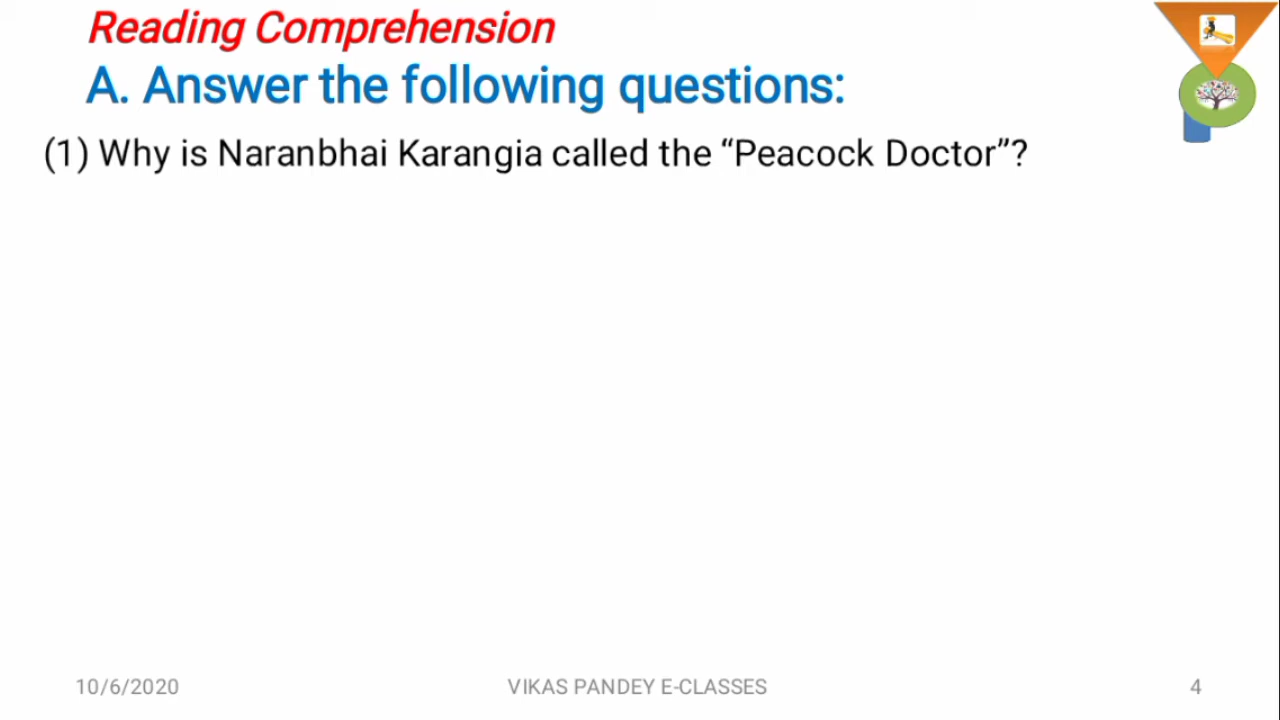 Reading Comprehension
A. Answer the following questions:
(1) Why is Naranbhai Karangia called the “Peacock Doctor”?
10/6/2020 VIKAS PANDEY E-CLASSES 4